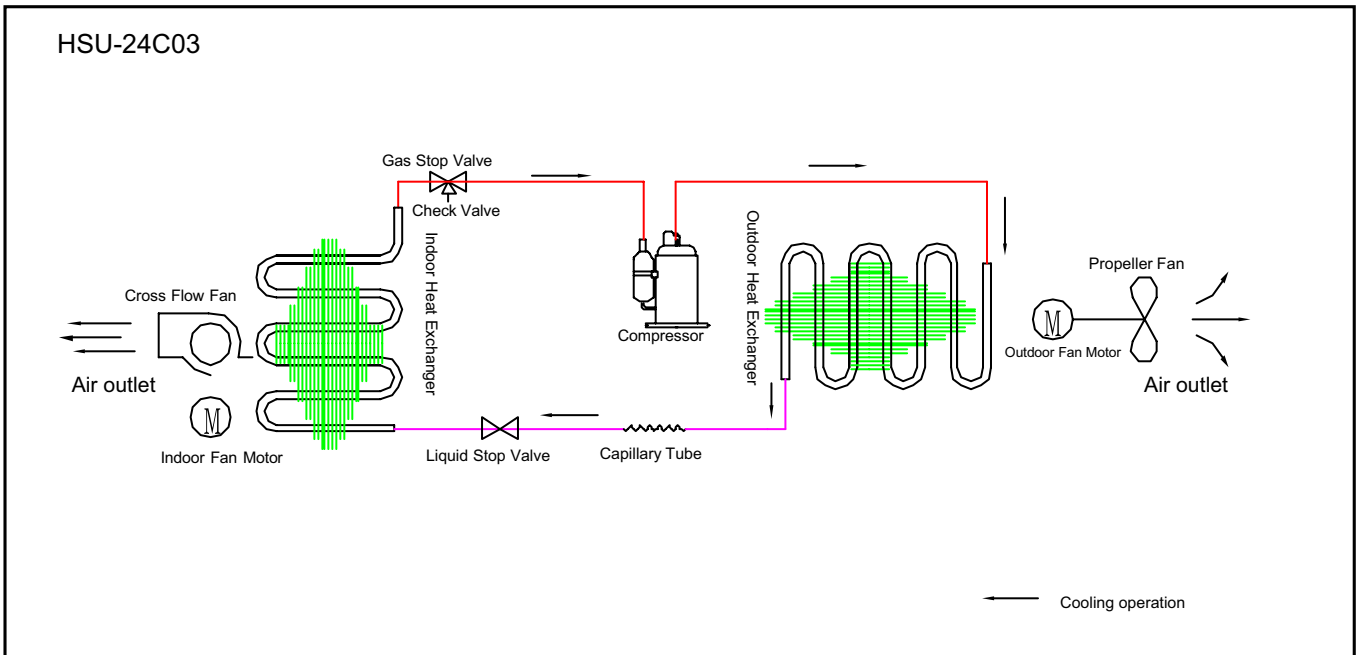 HSU-24C03
Gas Stop Valve
Check Valve
Indoor Heat Exchanger
Outdoor Heat Exchanger
Compressor
Propeller Fan
M
Outdoor Fan Motor
Air outlet
Cross Flow Fan
Air outlet
M
Indoor Fan Motor
Liquid Stop Valve
Capillary Tube
Cooling operation